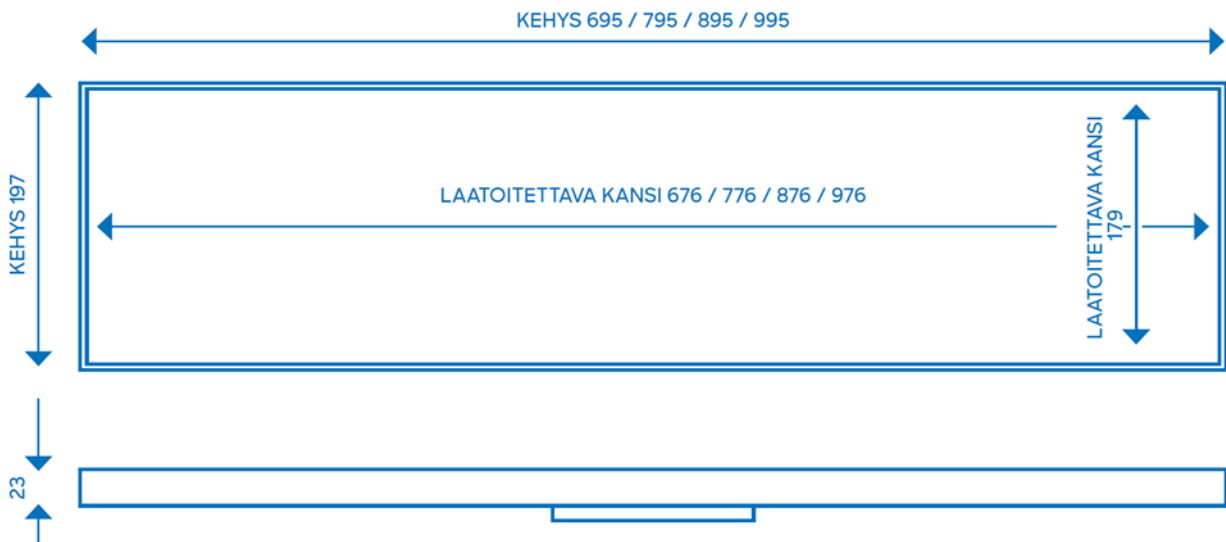 KEHYS 695 / 795 / 895 / 995
KEHYS 197
LAATOITETTAVA KANSI 676 / 776 / 876 / 976
LAATOITETTAVA KANSI
179
23